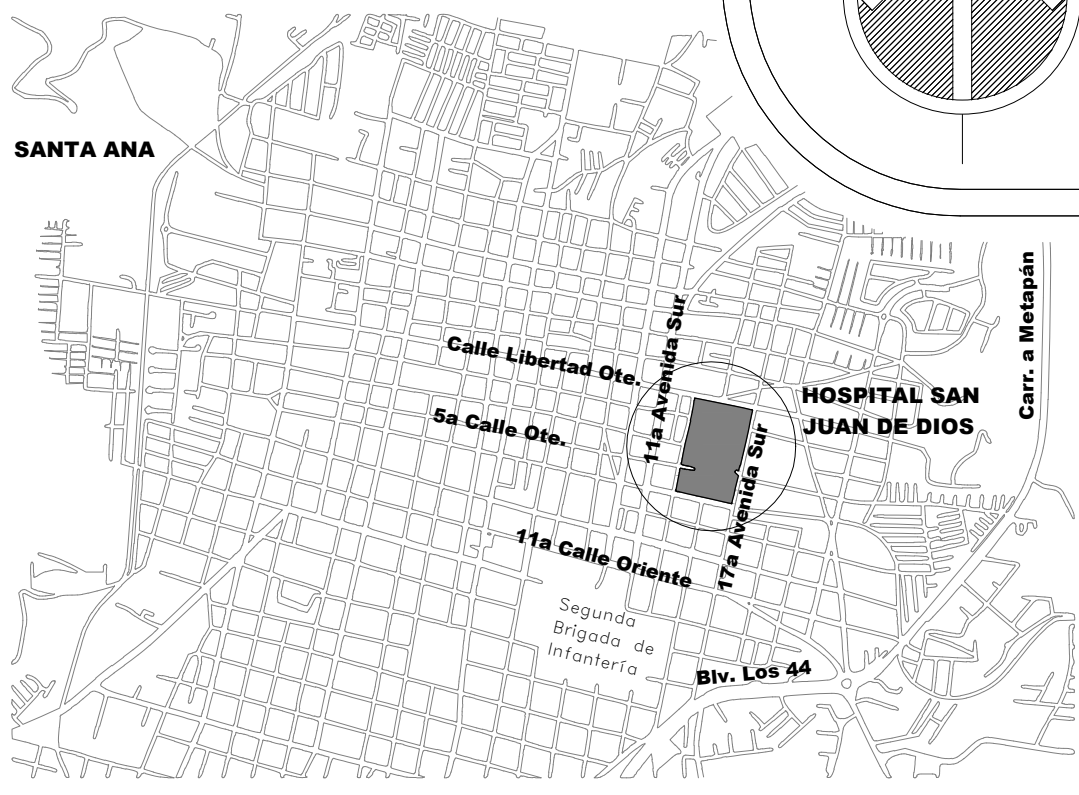 SANTA ANA
Carr. a Metapán
11a Avenida Sur
Calle Libertad Ote.
HOSPITAL SAN
JUAN DE DIOS
5a Calle Ote.
17a Avenida Sur
11a Calle Oriente
Segunda
Brigada de
Infantería
Blv. Los 44